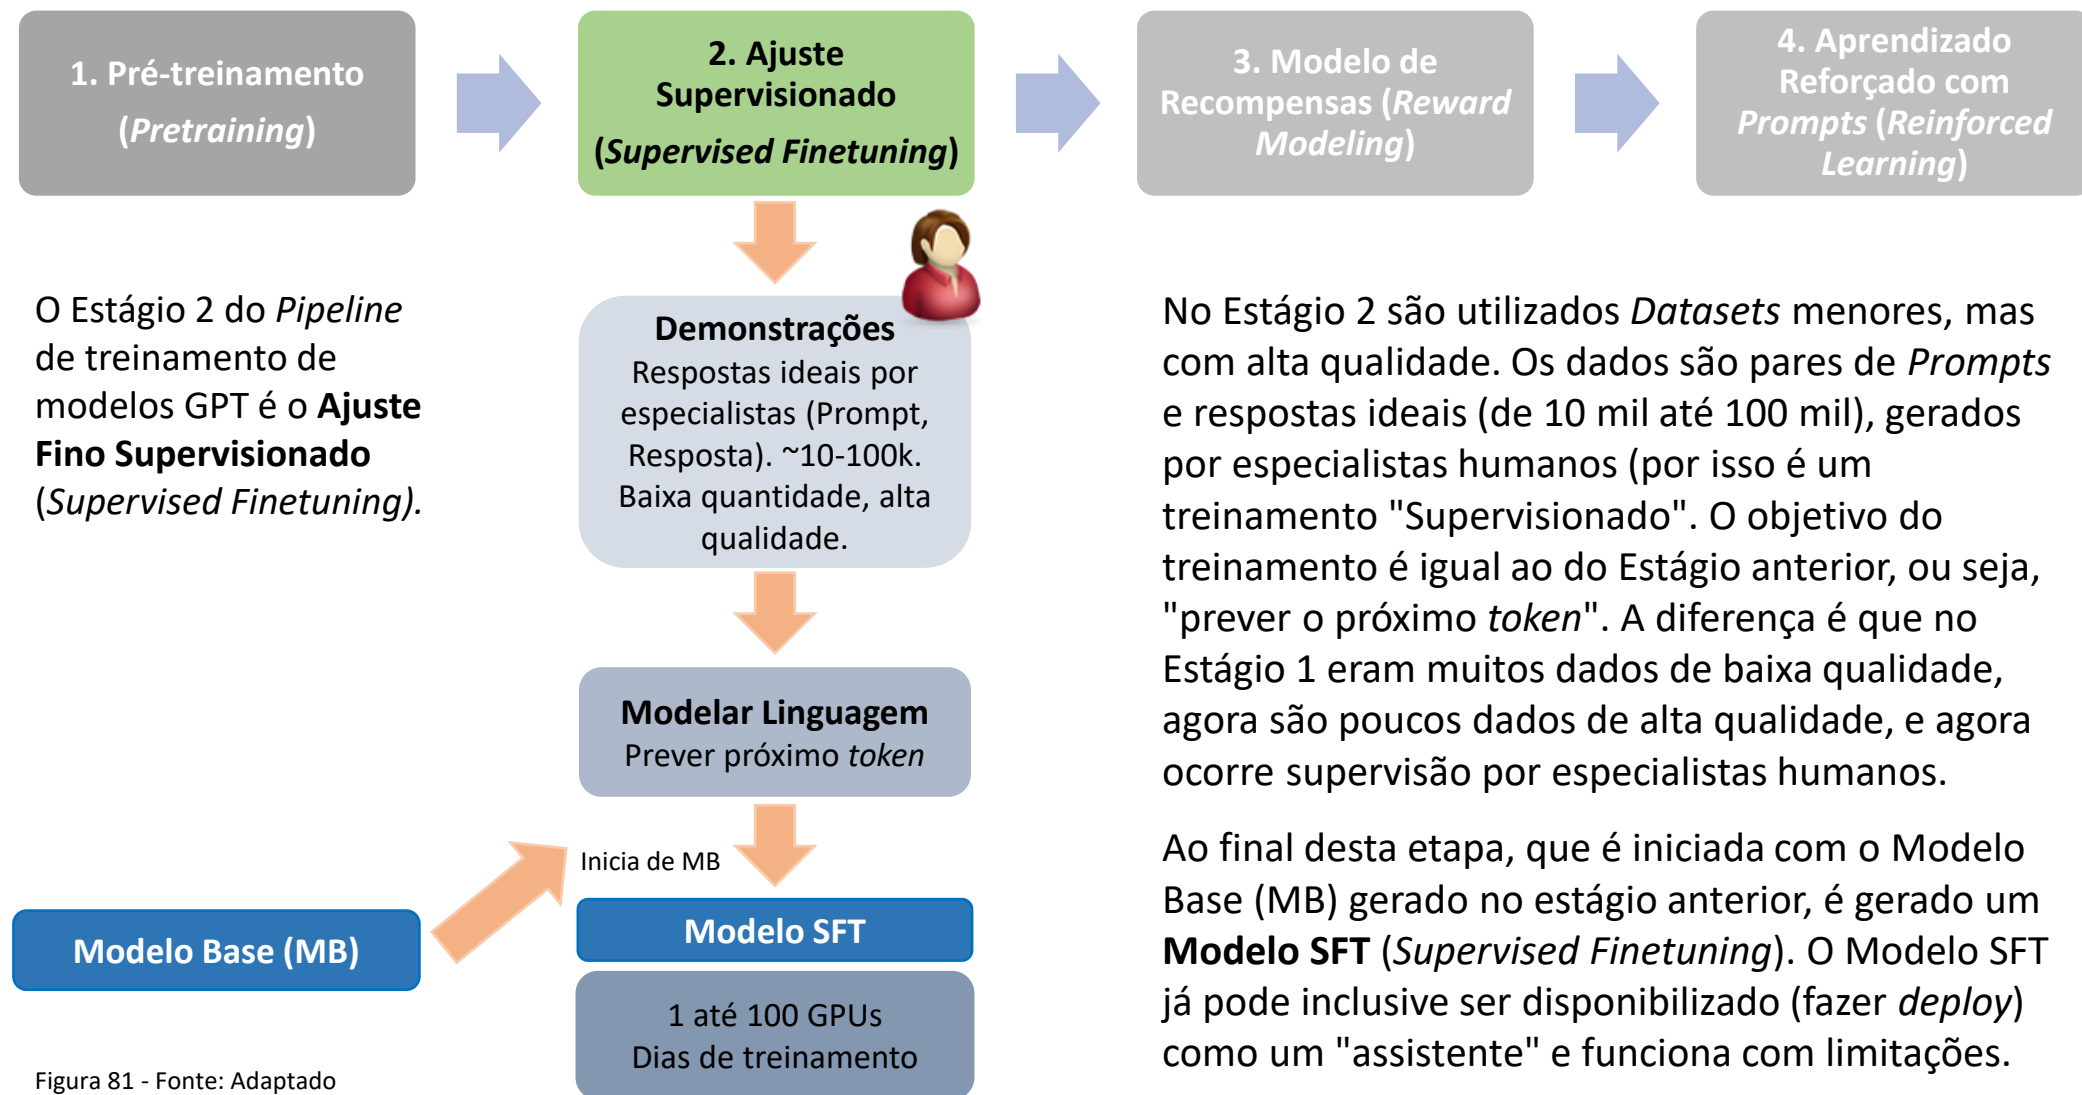 1. Pré-treinamento
(Pretraining)
2. Ajuste
Supervisionado
(Supervised Finetuning)
3. Modelo de
Recompensas (Reward
Modeling)
4. Aprendizado
Reforçado com
Prompts (Reinforced
Learning)
O Estágio 2 do Pipeline
de treinamento de
modelos GPT é o Ajuste
Fino Supervisionado
(Supervised Finetuning).
Demonstrações
Respostas ideais por
especialistas (Prompt,
Resposta). ~10-100k.
Baixa quantidade, alta
qualidade.
Modelar Linguagem
Prever próximo token
Inicia de MB
Modelo Base (MB)
Modelo SFT
1 até 100 GPUs
Dias de treinamento
Figura 81 - Fonte: Adaptado
No Estágio 2 são utilizados Datasets menores, mas
com alta qualidade. Os dados são pares de Prompts
e respostas ideais (de 10 mil até 100 mil), gerados
por especialistas humanos (por isso é um
treinamento "Supervisionado". O objetivo do
treinamento é igual ao do Estágio anterior, ou seja,
"prever o próximo token". A diferença é que no
Estágio 1 eram muitos dados de baixa qualidade,
agora são poucos dados de alta qualidade, e agora
ocorre supervisão por especialistas humanos.
Ao final desta etapa, que é iniciada com o Modelo
Base (MB) gerado no estágio anterior, é gerado um
Modelo SFT (Supervised Finetuning). O Modelo SFT
já pode inclusive ser disponibilizado (fazer deploy)
como um "assistente" e funciona com limitações.